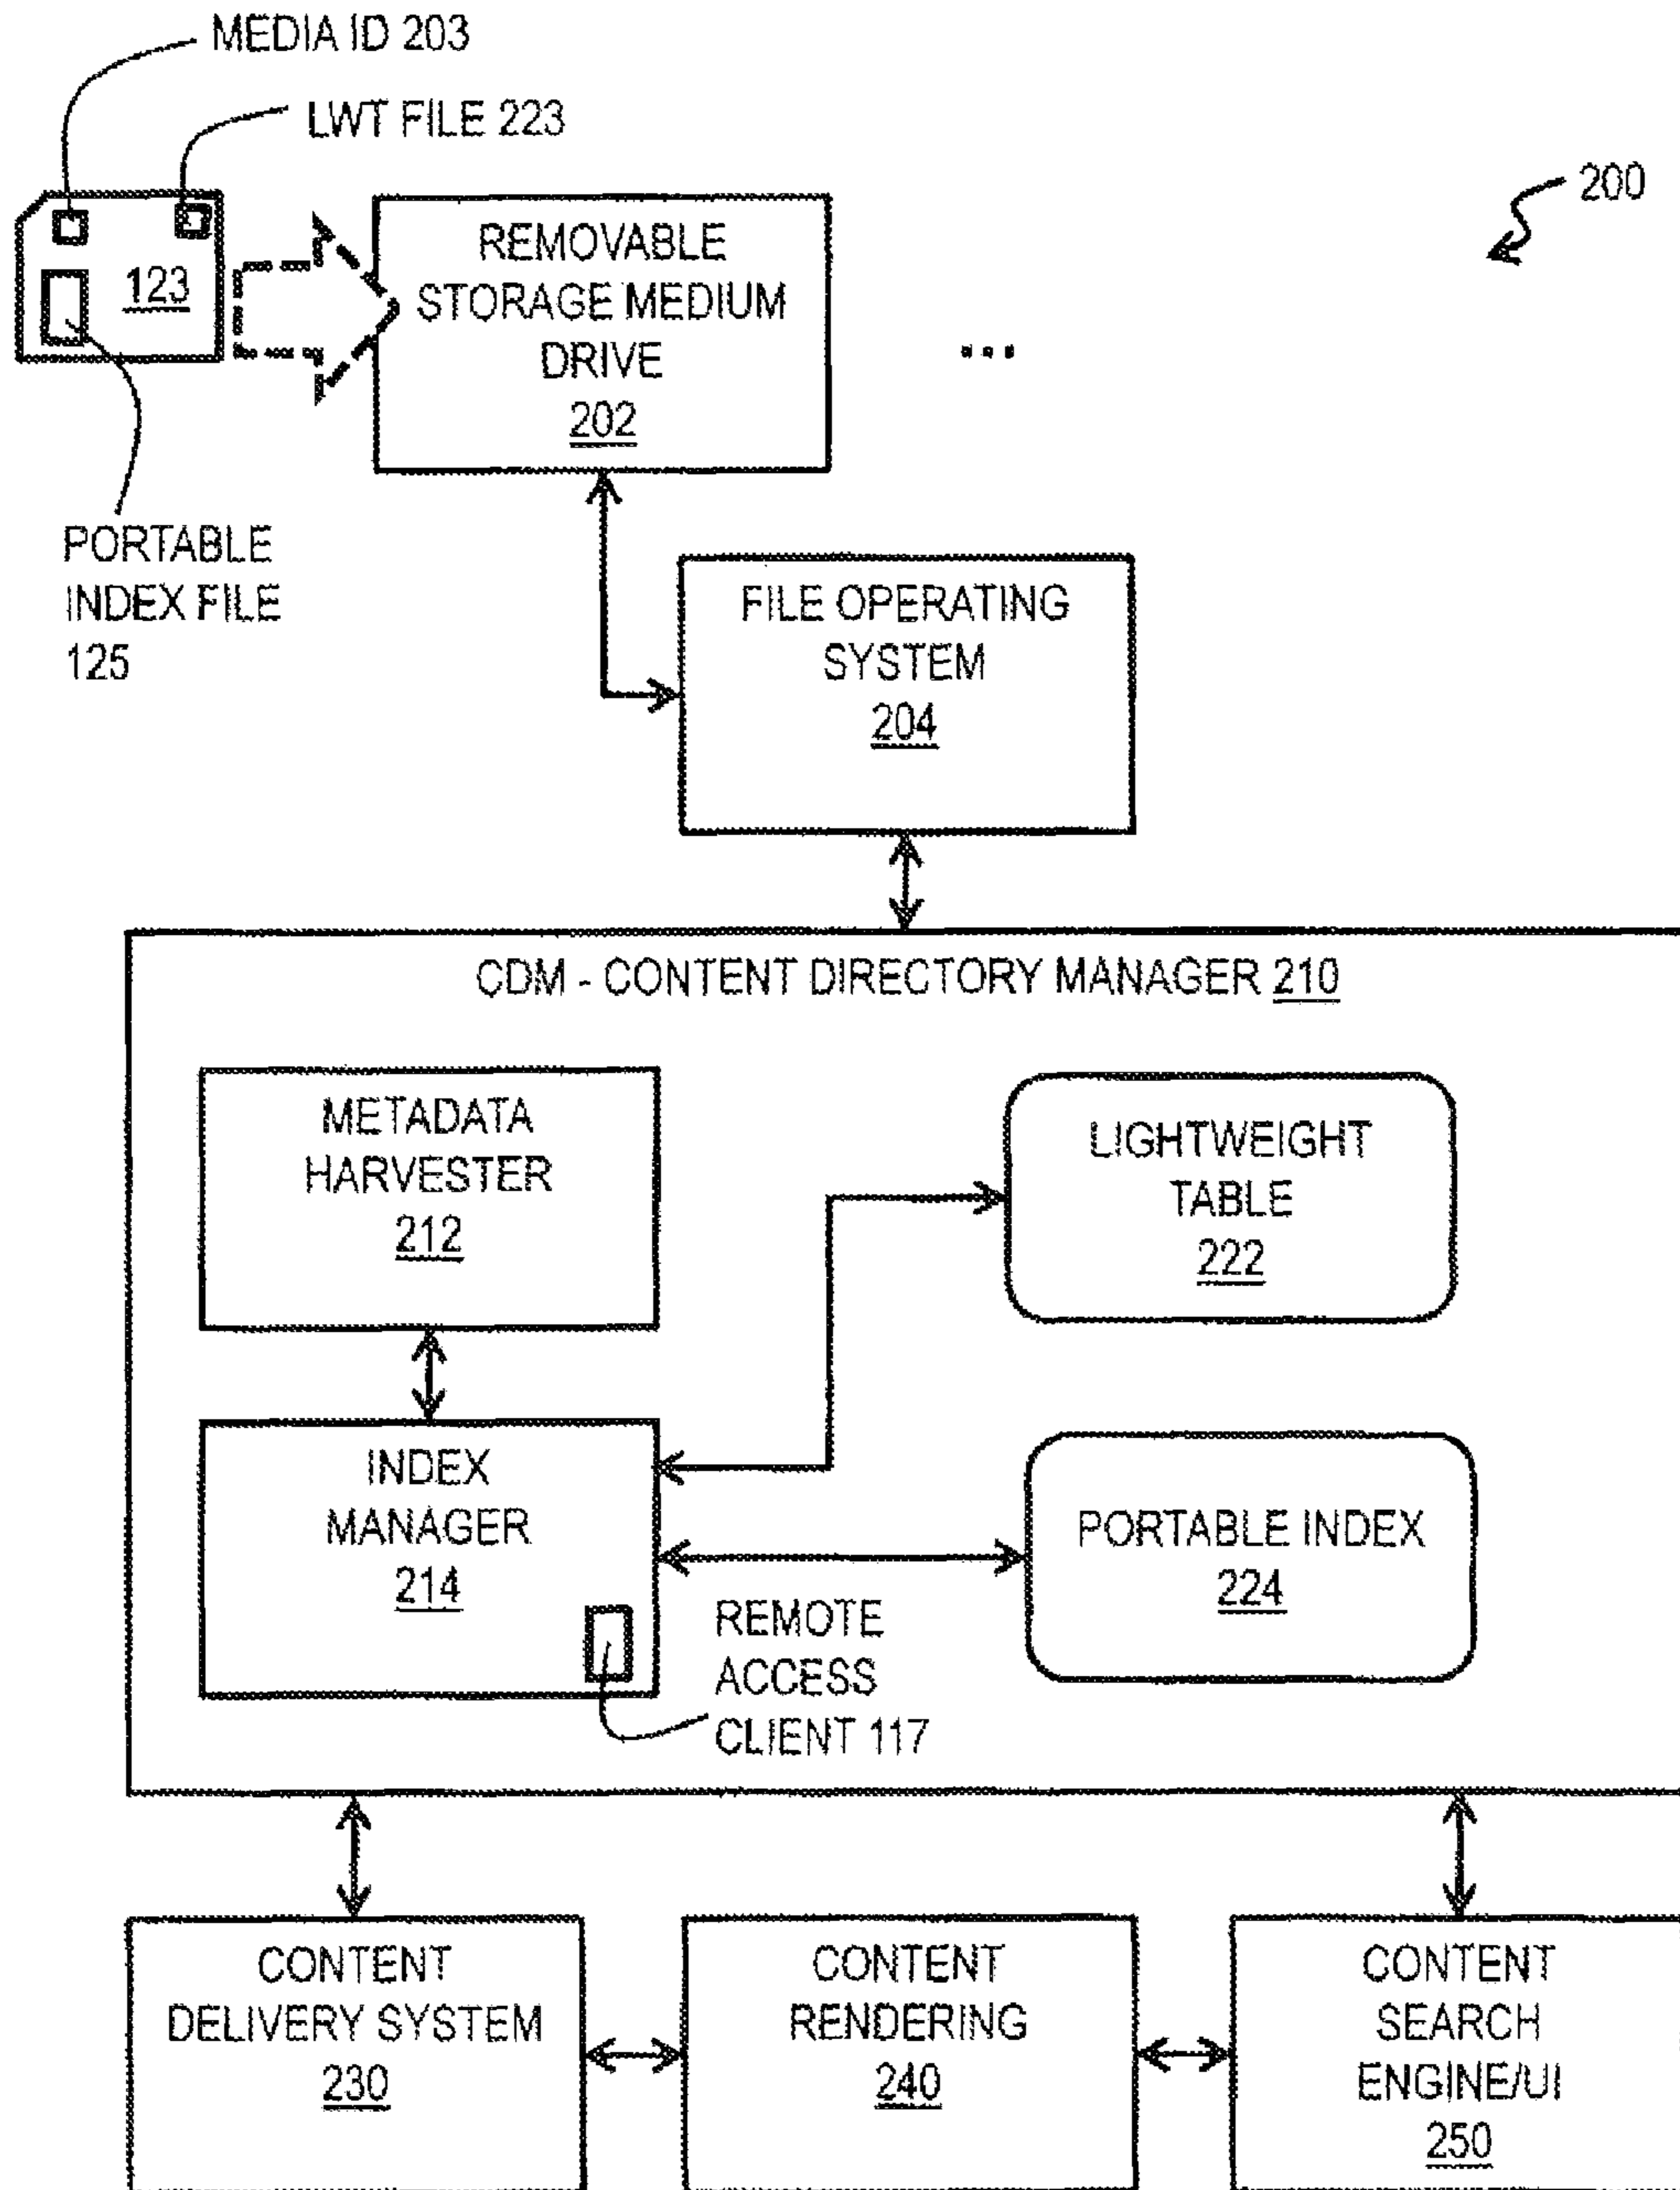 MEDIA ID 203
LWT FILE 223
200
123
REMOVABLE
STORAGE MEDIUM
DRIVE
202
...
PORTABLE
INDEX FILE
125
FILE OPERATING
SYSTEM
204
CDM - CONTENT DIRECTORY MANAGER 210
METADATA
HARVESTER
212
LIGHTWEIGHT
TABLE
222
INDEX
MANAGER
214
PORTABLE INDEX
224
REMOTE
ACCESS
CLIENT 117
CONTENT
DELIVERY SYSTEM
230
CONTENT
RENDERING
240
CONTENT
SEARCH
ENGINE/UI
250